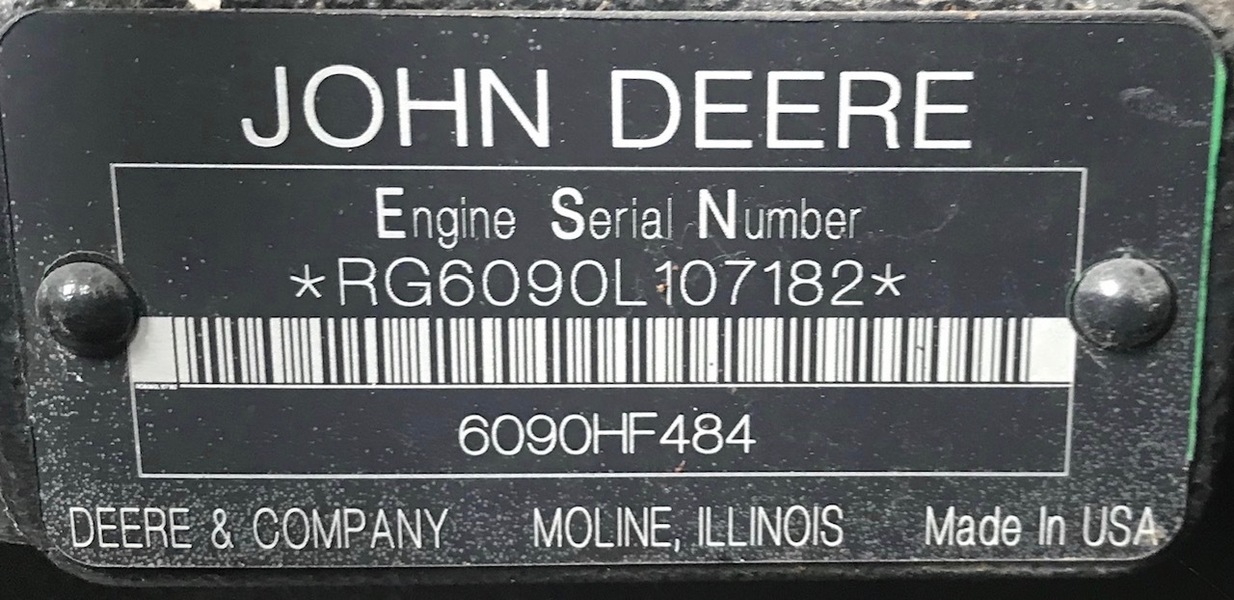 JOHN DEERE
Engine Serial Number
*RG6090L107182*
6090HF484
DEERE & COMPANY MOLINE, ILLINOIS Made In USA